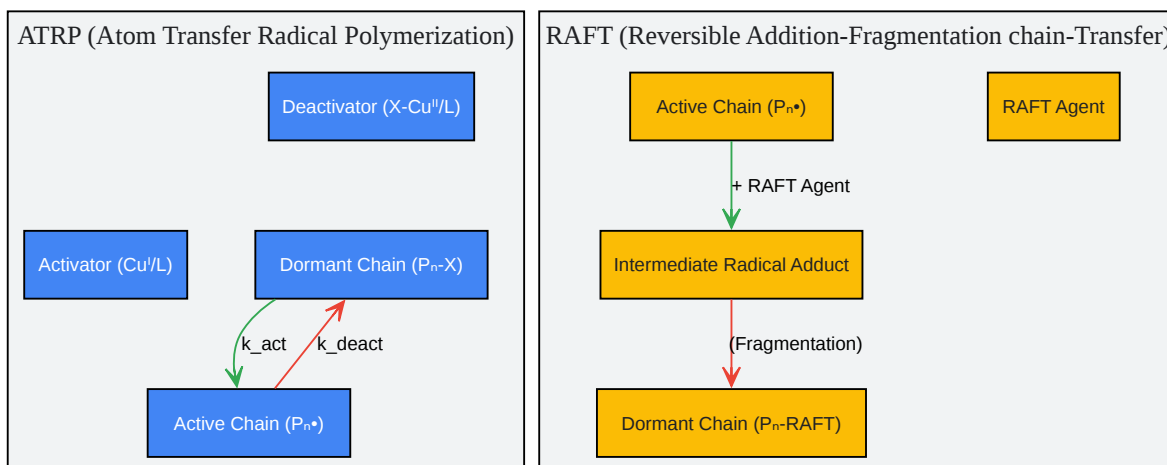 ATRP (Atom Transfer Radical Polymerization)
Deactivator (X-Cuᴵᴵ/L)
Activator (Cuᴵ/L)
Dormant Chain (Pₙ-X)
k_act
k_deact
Active Chain (Pₙ•)
RAFT (Reversible Addition-Fragmentation chain-Transfer)
Active Chain (Pₙ•)
RAFT Agent
+ RAFT Agent
Intermediate Radical Adduct
(Fragmentation)
Dormant Chain (Pₙ-RAFT)